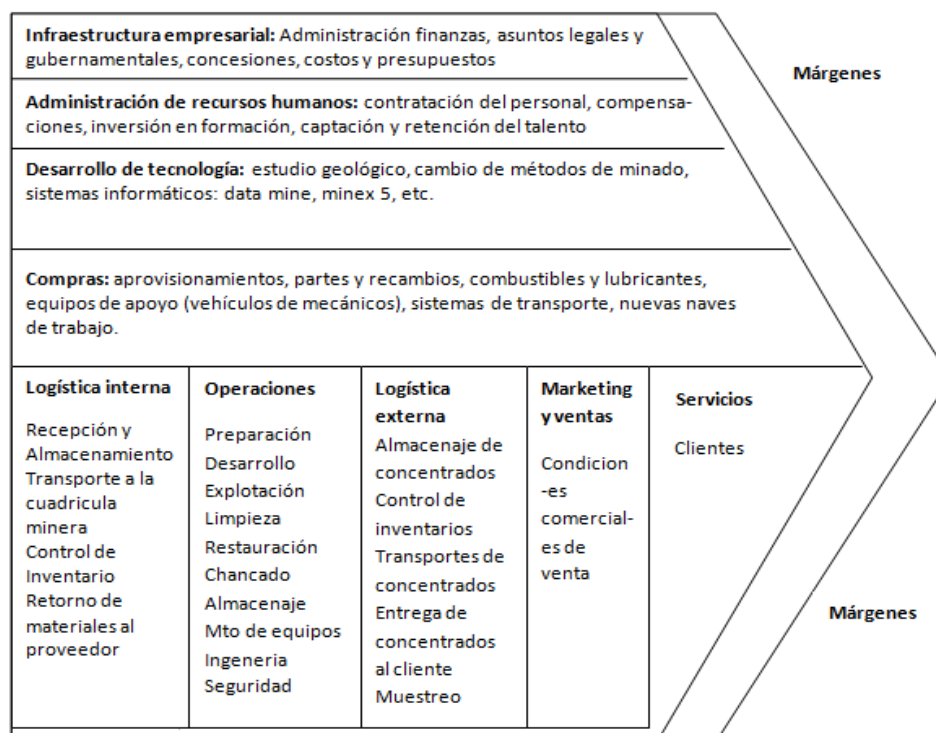 Infraestructura empresarial: Administración finanzas, asuntos legales y
gubernamentales, concesiones, costos y presupuestos
Márgenes
Administración de recursos humanos: contratación del personal, compensa-
ciones, inversión en formación, captación y retención del talento
Desarrollo de tecnología: estudio geológico, cambio de métodos de minado,
sistemas informáticos: data mine, minex 5, etc.
Compras: aprovisionamientos, partes y recambios, combustibles y lubricantes,
equipos de apoyo (vehículos de mecánicos), sistemas de transporte, nuevas naves
de trabajo.
Logística interna
Recepción y
Almacenamiento
Transporte a la
cuadricula
minera
Control de
Inventario
Retorno de
materiales al
proveedor
Operaciones
Preparación
Desarrollo
Explotación
Limpieza
Restauración
Chancado
Almacenaje
Mto de equipos
Ingeneria
Seguridad
Logística
externa
Almacenaje de
concentrados
Control de
inventarios
Transportes de
concentrados
Entrega de
concentrados
al cliente
Muestreo
Marketing
y ventas
Condicion
-es
comercial-
es de
venta
Servicios
Clientes
Márgenes